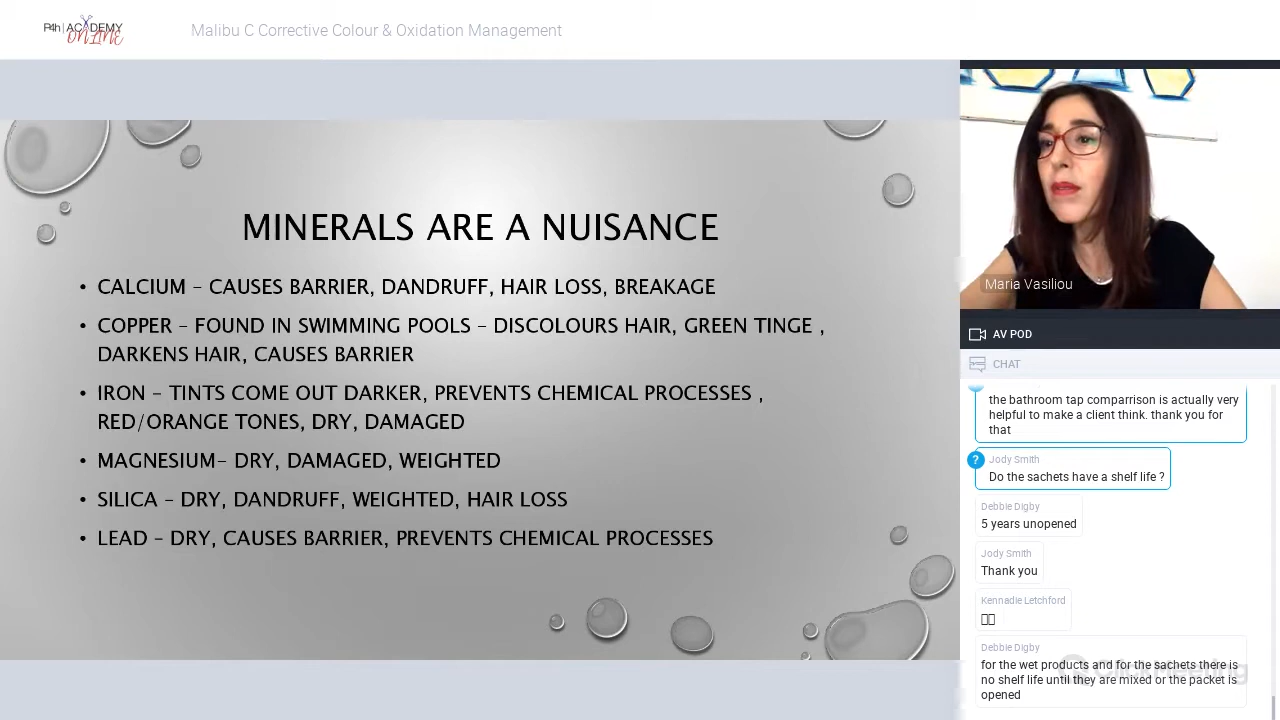 P4h | ACADEMY
ONLINE
Malibu C Corrective Colour & Oxidation Management
MINERALS ARE A NUISANCE
• CALCIUM – CAUSES BARRIER, DANDRUFF, HAIR LOSS, BREAKAGE
• COPPER – FOUND IN SWIMMING POOLS – DISCOLOURS HAIR, GREEN TINGE ,
DARKENS HAIR, CAUSES BARRIER
• IRON – TINTS COME OUT DARKER, PREVENTS CHEMICAL PROCESSES ,
RED/ORANGE TONES, DRY, DAMAGED
• MAGNESIUM– DRY, DAMAGED, WEIGHTED
• SILICA – DRY, DANDRUFF, WEIGHTED, HAIR LOSS
• LEAD – DRY, CAUSES BARRIER, PREVENTS CHEMICAL PROCESSES
Maria Vasiliou
AV POD
CHAT
the bathroom tap comparrison is actually very
helpful to make a client think. thank you for
that
?
Jody Smith
Do the sachets have a shelf life ?
Debbie Digby
5 years unopened
Jody Smith
Thank you
Kennadie Letchford
Debbie Digby
for the wet products and for the sachets there is
no shelf life until they are mixed or the packet is
opened
ClickMeeting